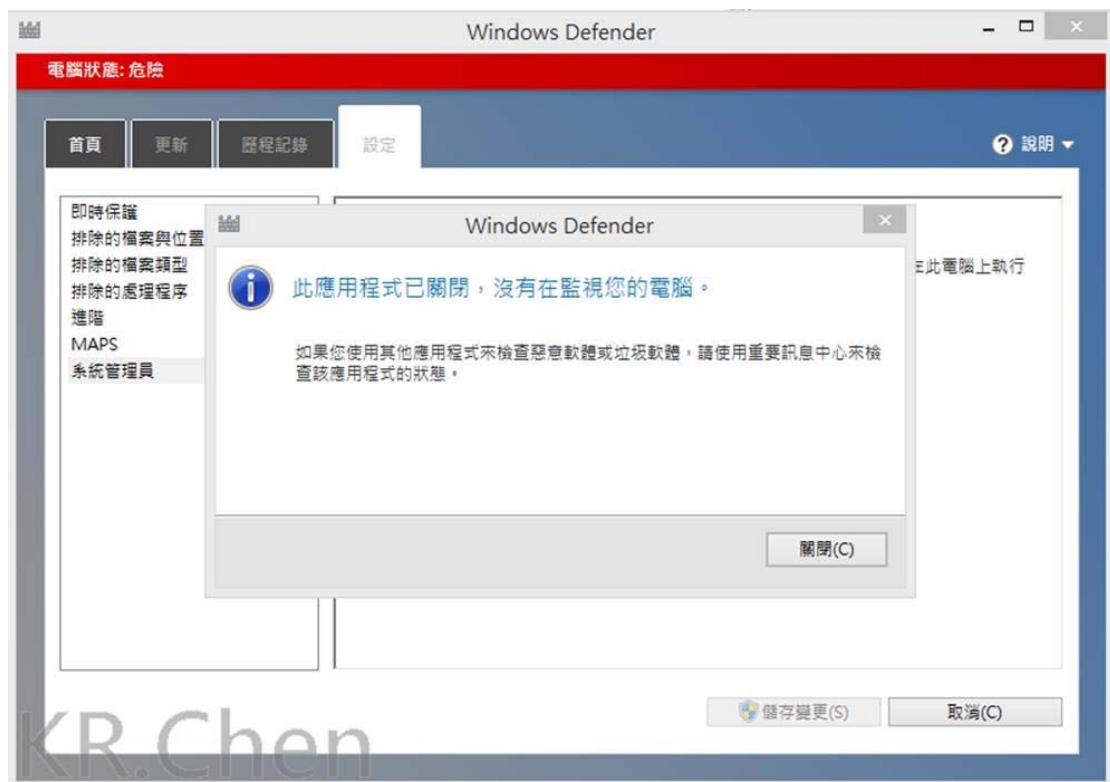 Windows Defender
電腦狀態: 危險
首頁
更新
歷程記錄
設定
說明
即時保護
排除的檔案與位置
排除的檔案類型
排除的處理程序
進階
MAPS
系統管理員
在此電腦上執行
Windows Defender
此應用程式已關閉，沒有在監視您的電腦。
如果您使用其他應用程式來檢查惡意軟體或垃圾軟體，請使用重要訊息中心來檢
查該應用程式的狀態。
關閉(C)
儲存變更(S)
取消(C)
KR.Chen